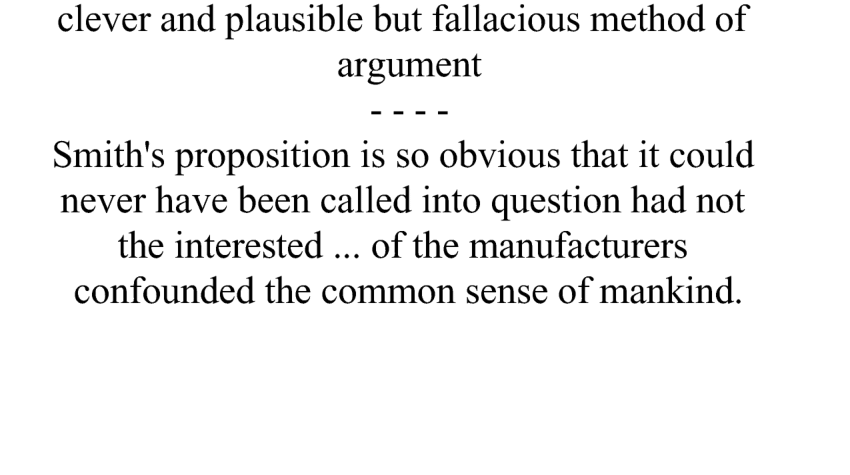 clever and plausible but fallacious method of
argument
- - - -
Smith's proposition is so obvious that it could
never have been called into question had not
the interested ... of the manufacturers
confounded the common sense of mankind.